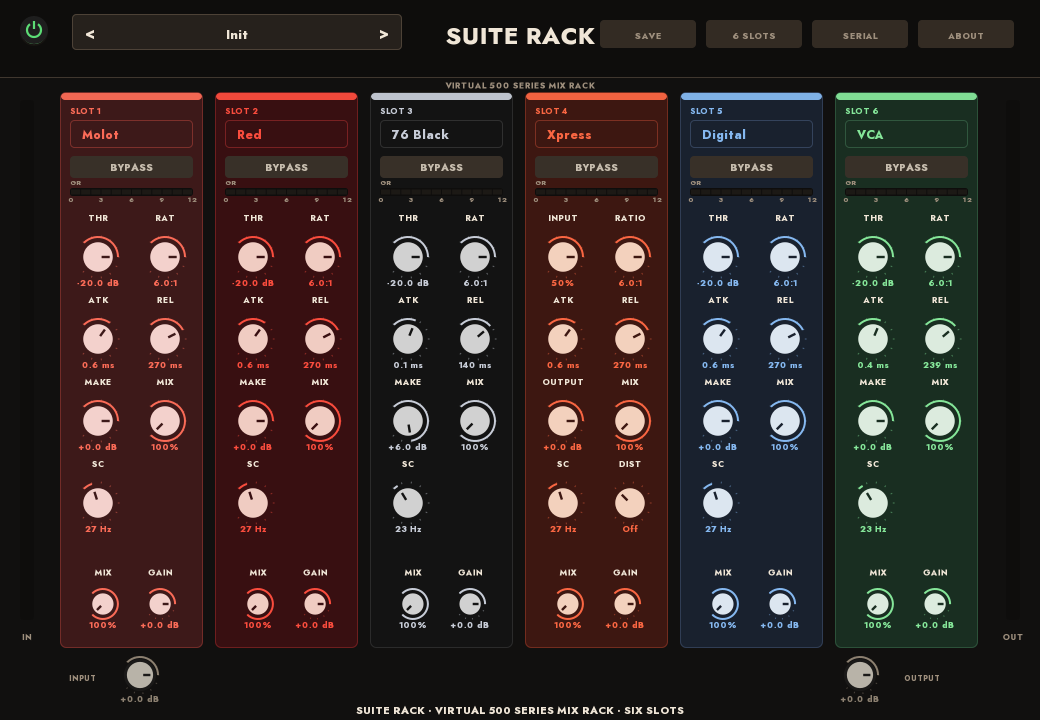 < Init > SUITE RACK SAVE 6 SLOTS SERIAL ABOUT
VIRTUAL 500 SERIES MIX RACK
SLOT 1 SLOT 2 SLOT 3 SLOT 4 SLOT 5 SLOT 6
Molot Red 76 Black Xpress Digital VCA
BYPASS BYPASS BYPASS BYPASS BYPASS BYPASS
GR GR GR GR GR GR
0 3 6 9 12 0 3 6 9 12 0 3 6 9 12 0 3 6 9 12 0 3 6 9 12 0 3 6 9 12
THR RAT THR RAT THR RAT INPUT RATIO THR RAT THR RAT
-20.0 dB 6.0:1 -20.0 dB 6.0:1 -20.0 dB 6.0:1 50% 6.0:1 -20.0 dB 6.0:1 -20.0 dB 6.0:1
ATK REL ATK REL ATK REL ATK REL ATK REL ATK REL
0.6 ms 270 ms 0.6 ms 270 ms 0.1 ms 140 ms 0.6 ms 270 ms 0.6 ms 270 ms 0.4 ms 239 ms
MAKE MIX MAKE MIX MAKE MIX OUTPUT MIX MAKE MIX MAKE MIX
+0.0 dB 100% +0.0 dB 100% +6.0 dB 100% +0.0 dB 100% +0.0 dB 100% +0.0 dB 100%
SC SC SC SC DIST SC SC
27 Hz 27 Hz 23 Hz 27 Hz Off 27 Hz 23 Hz
MIX GAIN MIX GAIN MIX GAIN MIX GAIN MIX GAIN MIX GAIN
100% +0.0 dB 100% +0.0 dB 100% +0.0 dB 100% +0.0 dB 100% +0.0 dB 100% +0.0 dB
IN OUT
INPUT OUTPUT
+0.0 dB +0.0 dB
SUITE RACK · VIRTUAL 500 SERIES MIX RACK · SIX SLOTS